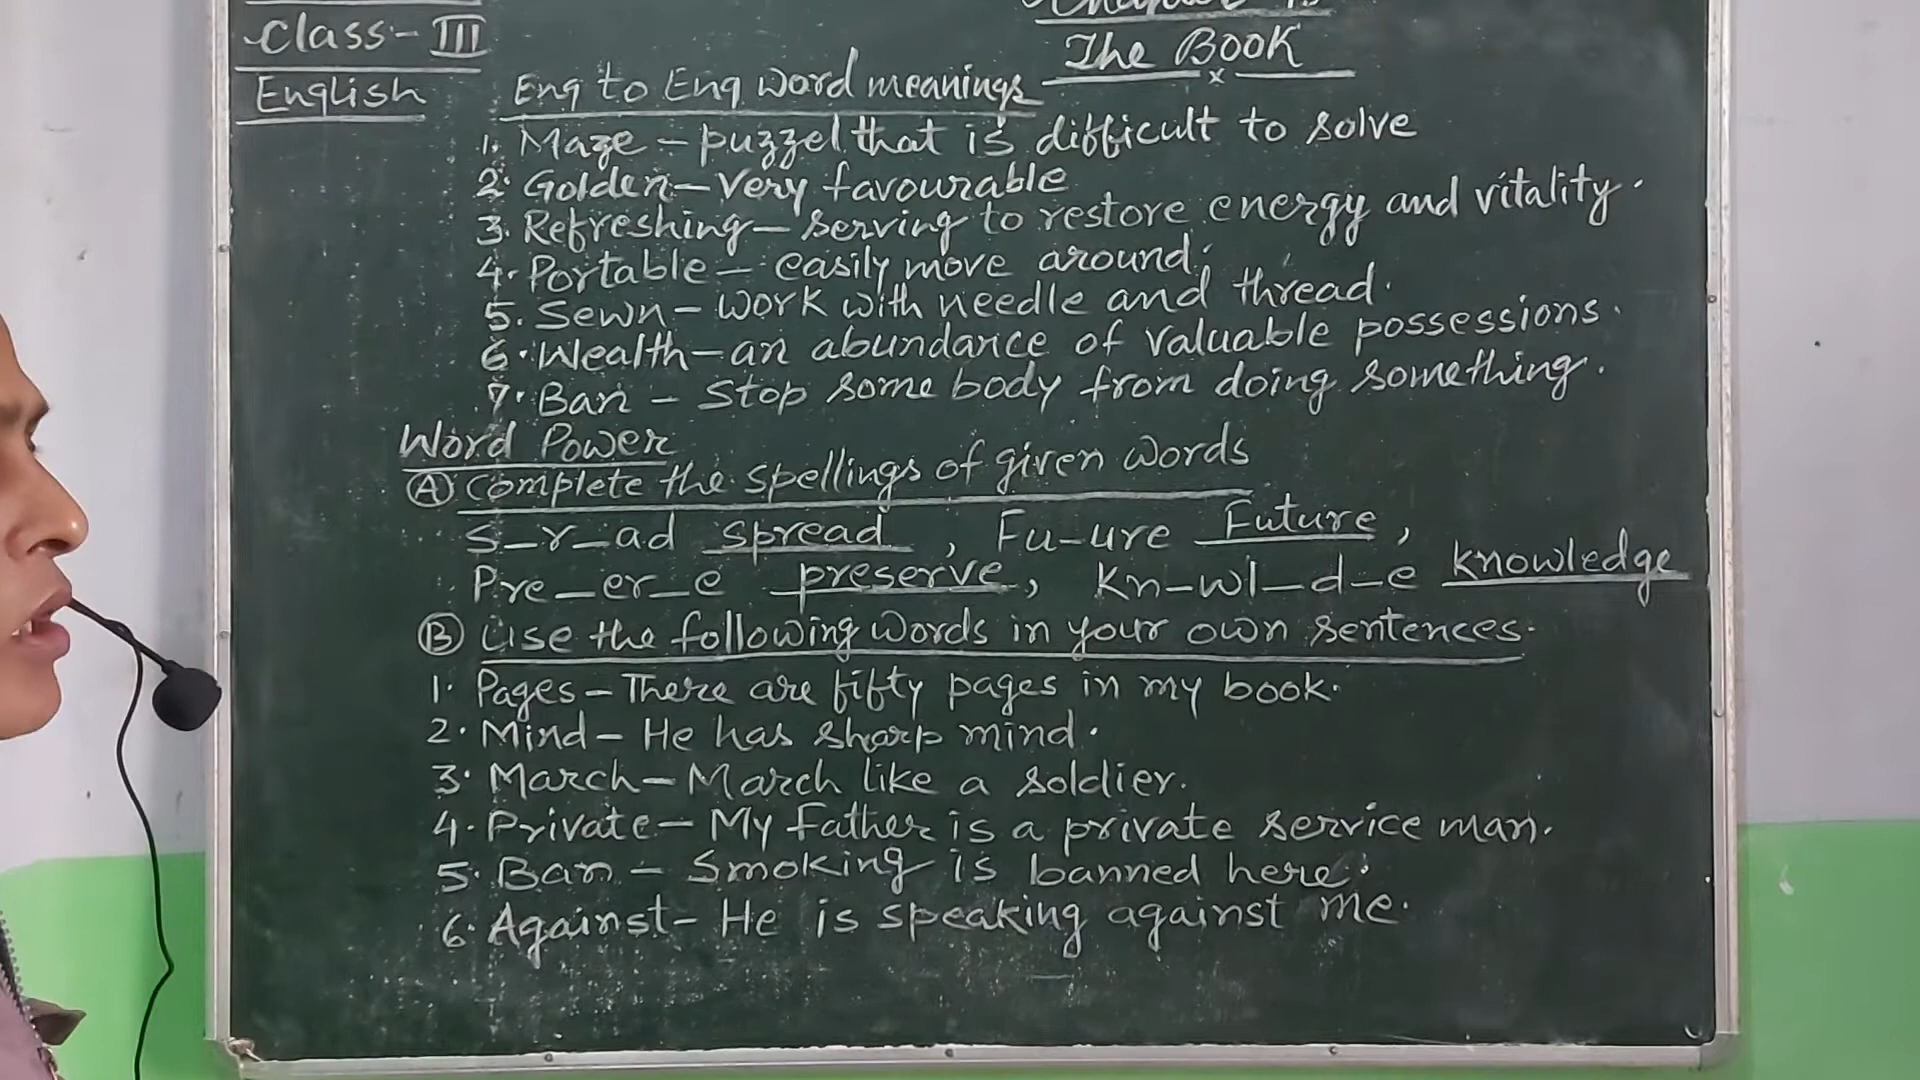 Class - III
The Book
English
Eng to Eng word meanings
1. Maze - puzzel that is difficult to solve
2. Golden - Very favourable
3. Refreshing - serving to restore energy and vitality.
4. Portable - easily move around.
5. Sewn - work with needle and thread.
6. Wealth - an abundance of valuable possessions.
7. Ban - Stop some body from doing something.
Word Power
(A) Complete the spellings of given words
S_r_ad spread , Fu_ure Future ,
Pre_er_e preserve , Kn_wl_d_e knowledge
(B) Use the following words in your own sentences.
1. Pages - There are fifty pages in my book.
2. Mind - He has sharp mind.
3. March - March like a soldier.
4. Private - My Father is a private service man.
5. Ban - Smoking is banned here.
6. Against - He is speaking against me.